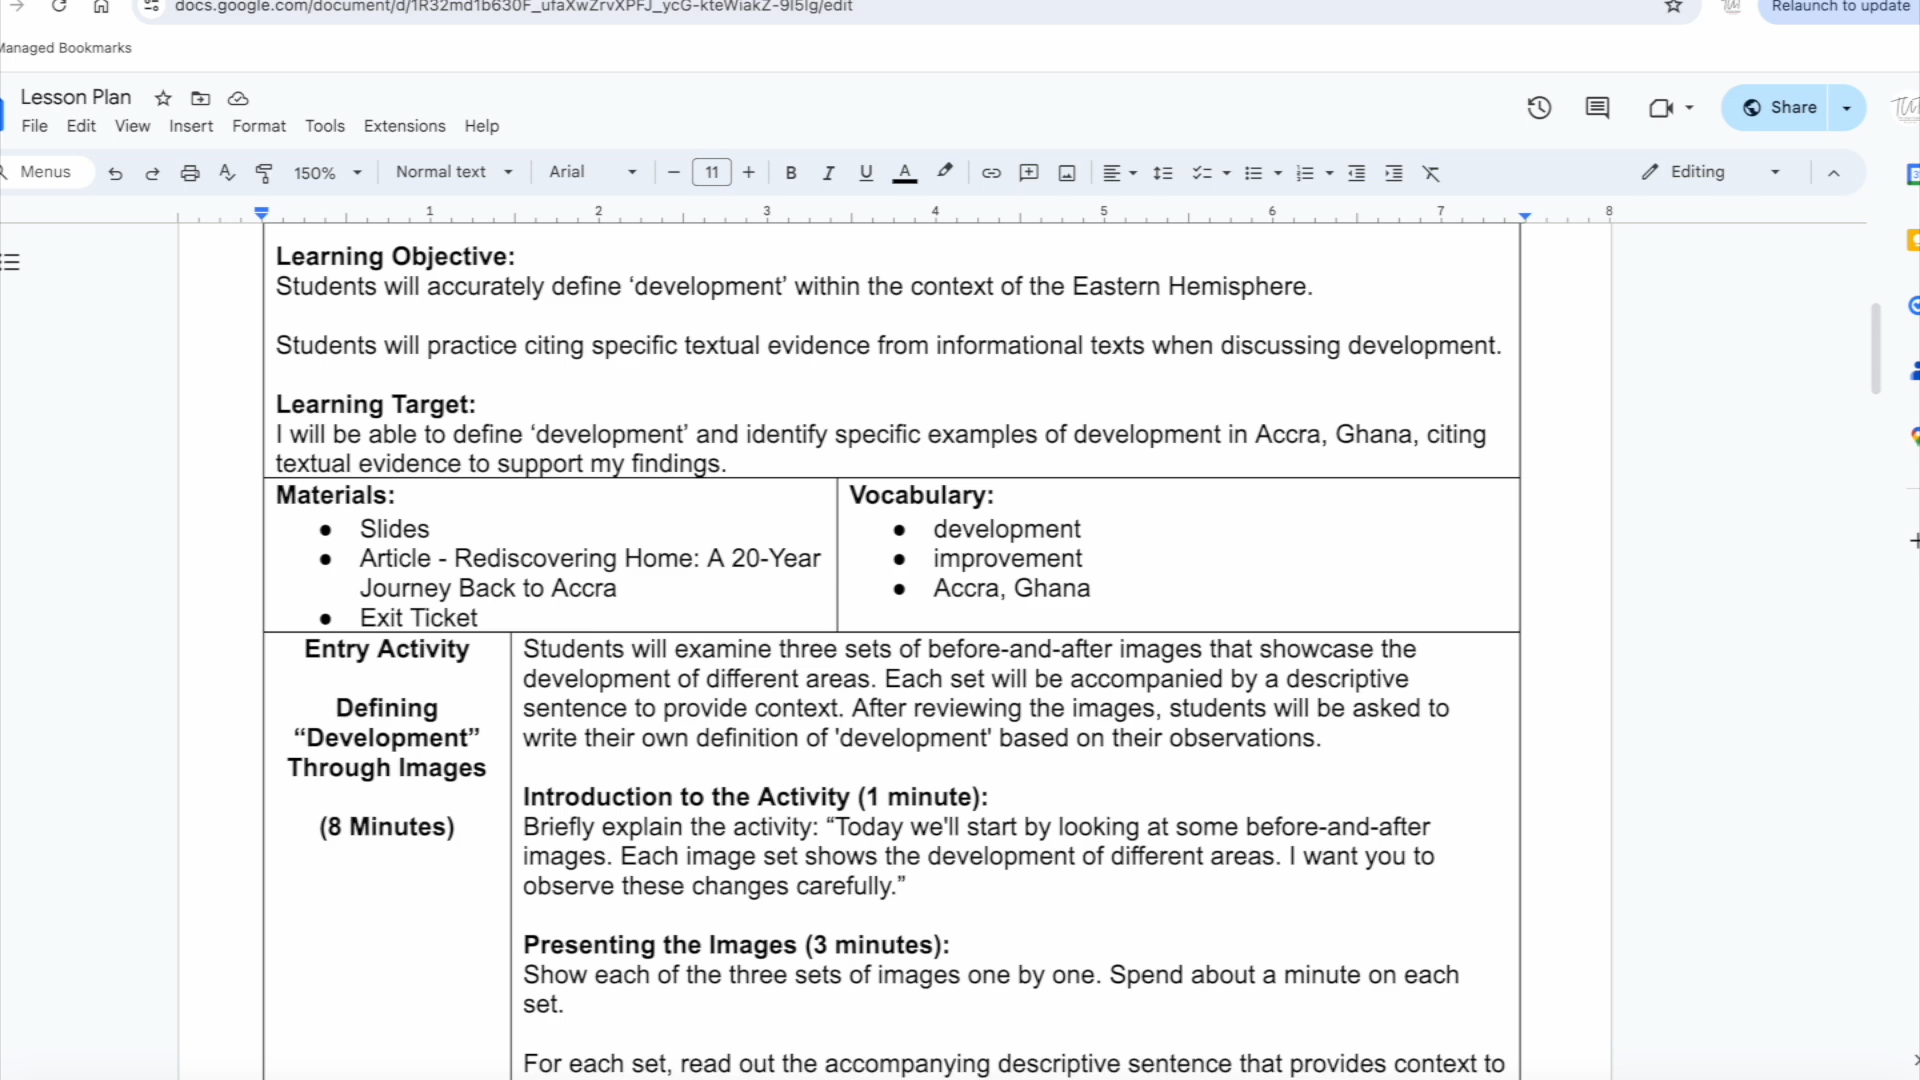 docs.google.com/document/d/1R32md1b630F_ufaXwZrvXPFJ_ycG-kteWiakZ-9I5Ig/edit
Relaunch to update
Managed Bookmarks
Lesson Plan
File Edit View Insert Format Tools Extensions Help
Share
Menus 150% Normal text Arial 11 Editing
1 2 3 4 5 6 7 8
Learning Objective:
Students will accurately define ‘development’ within the context of the Eastern Hemisphere.
Students will practice citing specific textual evidence from informational texts when discussing development.
Learning Target:
I will be able to define ‘development’ and identify specific examples of development in Accra, Ghana, citing
textual evidence to support my findings.
Materials:
● Slides
● Article - Rediscovering Home: A 20-Year
Journey Back to Accra
● Exit Ticket
Vocabulary:
● development
● improvement
● Accra, Ghana
Entry Activity
Defining
“Development”
Through Images
(8 Minutes)
Students will examine three sets of before-and-after images that showcase the
development of different areas. Each set will be accompanied by a descriptive
sentence to provide context. After reviewing the images, students will be asked to
write their own definition of 'development' based on their observations.
Introduction to the Activity (1 minute):
Briefly explain the activity: “Today we'll start by looking at some before-and-after
images. Each image set shows the development of different areas. I want you to
observe these changes carefully.”
Presenting the Images (3 minutes):
Show each of the three sets of images one by one. Spend about a minute on each
set.
For each set, read out the accompanying descriptive sentence that provides context to